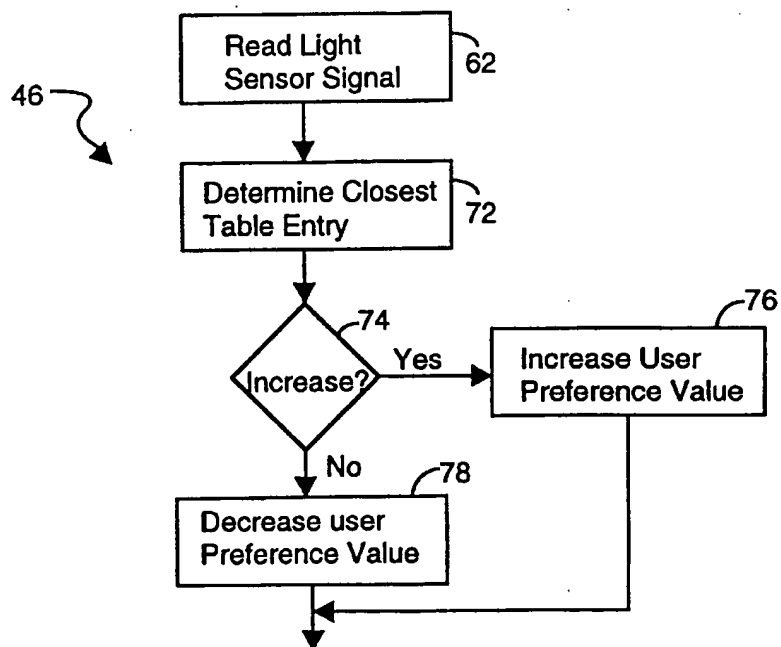 Read Light
Sensor Signal
62
46
Determine Closest
Table Entry
72
74
76
Increase?
Yes
Increase User
Preference Value
No
78
Decrease user
Preference Value